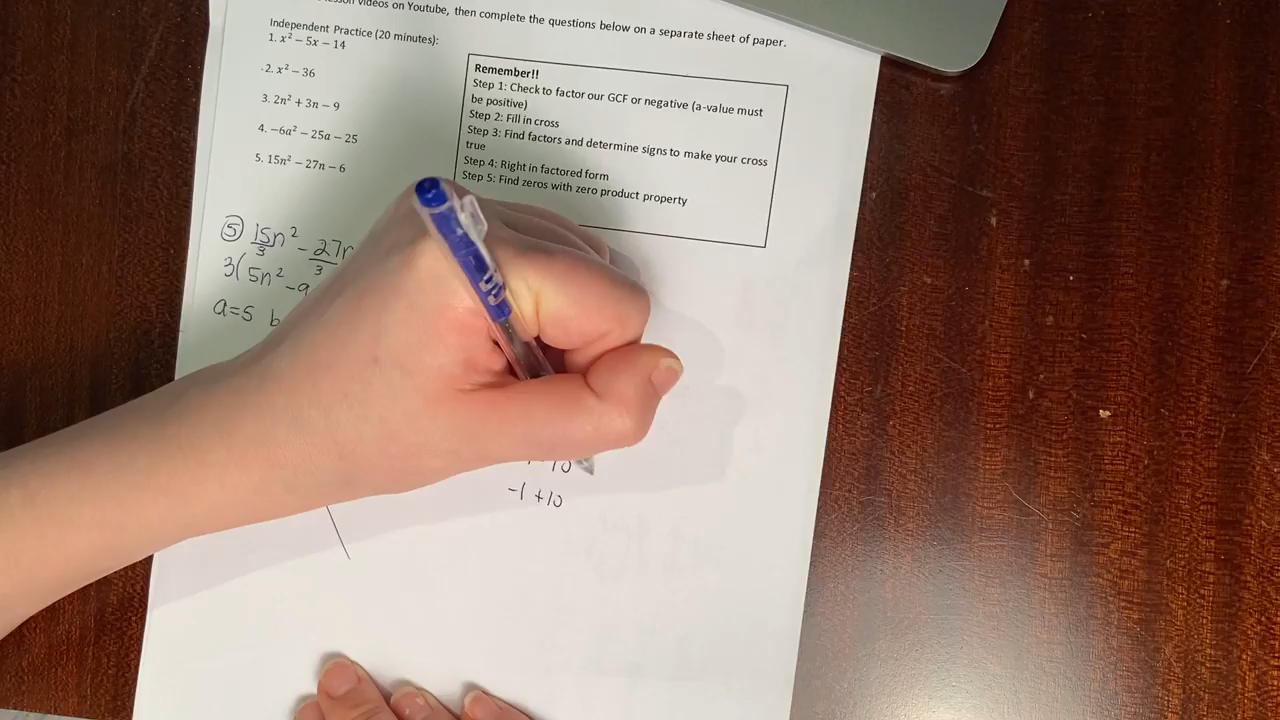 videos on Youtube, then complete the questions below on a separate sheet of paper.
Independent Practice (20 minutes):
1. x² – 5x – 14
2. x² – 36
3. 2n² + 3n – 9
4. –6a² – 25a – 25
5. 15n² – 27n – 6
Remember!!
Step 1: Check to factor our GCF or negative (a-value must
be positive)
Step 2: Fill in cross
Step 3: Find factors and determine signs to make your cross
true
Step 4: Right in factored form
Step 5: Find zeros with zero product property
⑤ 15n² - 27n
3 3
3(5n² - 9
a=5 b
10
-1 +10